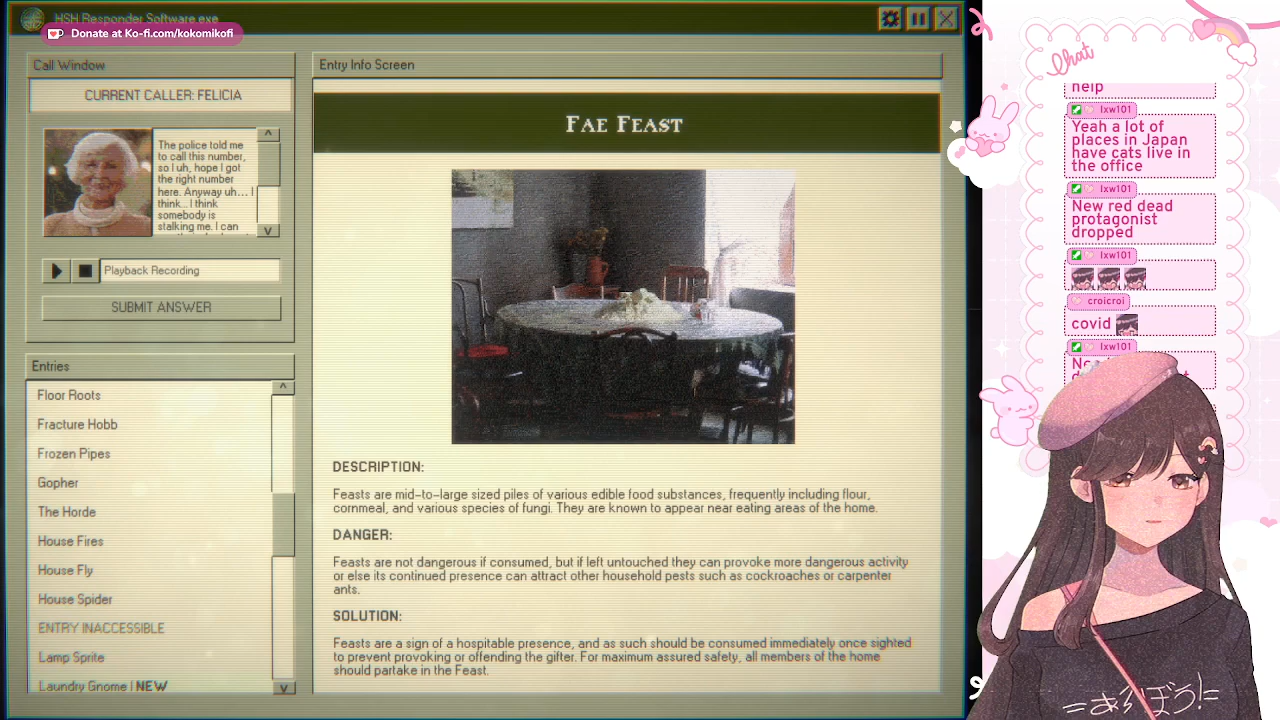 HSH Responder Software.exe
Donate at Ko-fi.com/kokomikofi
Call Window
CURRENT CALLER: FELICIA
The police told me
to call this number,
so I uh, hope I got
the right number
here. Anyway uh... I
think... I think
somebody is
stalking me. I can
Playback Recording
SUBMIT ANSWER
Entries
Floor Roots
Fracture Hobb
Frozen Pipes
Gopher
The Horde
House Fires
House Fly
House Spider
ENTRY INACCESSIBLE
Lamp Sprite
Laundry Gnome | NEW
Entry Info Screen
FAE FEAST
DESCRIPTION:
Feasts are mid-to-large sized piles of various edible food substances, frequently including flour,
cornmeal, and various species of fungi. They are known to appear near eating areas of the home.
DANGER:
Feasts are not dangerous if consumed, but if left untouched they can provoke more dangerous activity
or else its continued presence can attract other household pests such as cockroaches or carpenter
ants.
SOLUTION:
Feasts are a sign of a hospitable presence, and as such should be consumed immediately once sighted
to prevent provoking or offending the gifter. For maximum assured safety, all members of the home
should partake in the Feast.
Chat
help
lxw101
Yeah a lot of
places in Japan
have cats live in
the office
lxw101
New red dead
protagonist
dropped
lxw101
croicroi
covid
lxw101